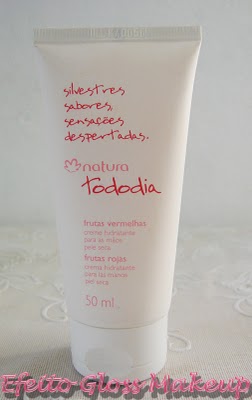 silvestres
sabores,
sensações
despertadas.
natura
tododia
frutas vermelhas
creme hidratante
para as mãos
pele seca
frutas rojas
crema hidratante
para las manos
piel seca
50 ml
Efeito Gloss Makeup